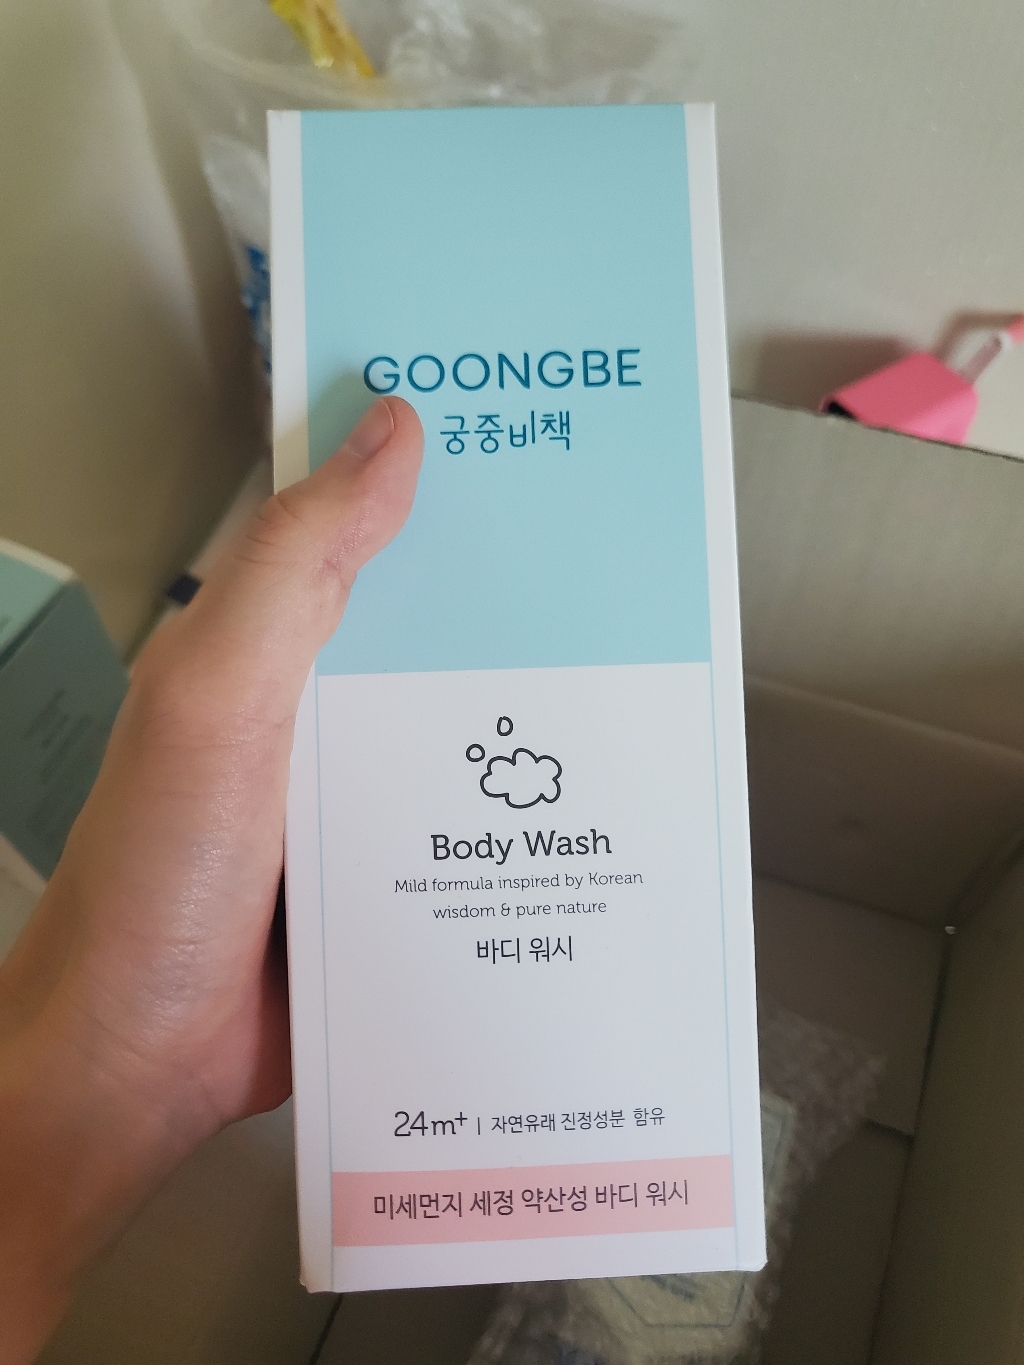 GOONGBE
궁중비책
Body Wash
Mild formula inspired by Korean
wisdom & pure nature
바디 워시
24m+ | 자연유래 진정성분 함유
미세먼지 세정 약산성 바디 워시